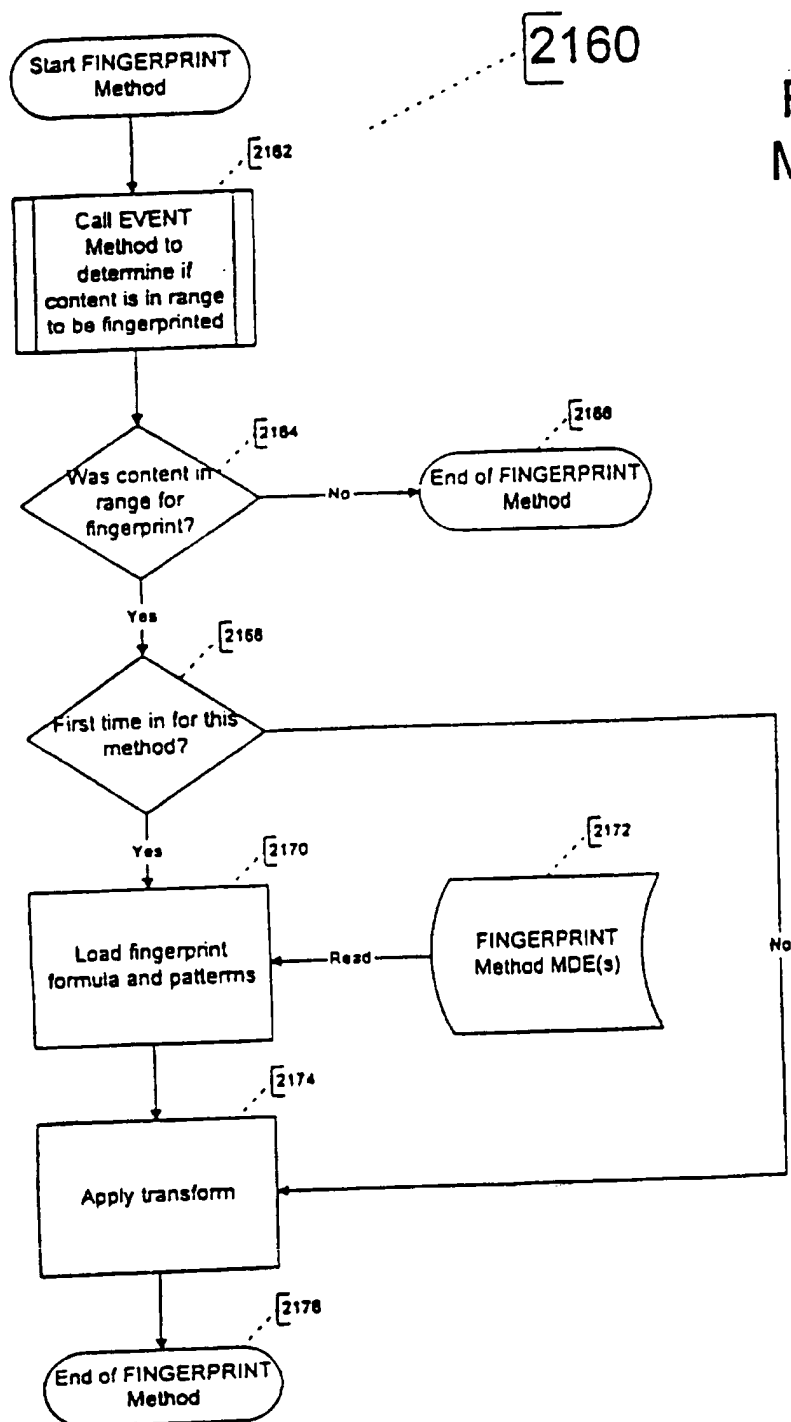 2160
Start FINGERPRINT
Method
2162
Call EVENT
Method to
determine if
content is in range
to be fingerprinted
2164
Was content in
range for
fingerprint?
No
2166
End of FINGERPRINT
Method
Yes
2168
First time in for this
method?
No
Yes
2170
Load fingerprint
formula and patterms
Read
2172
FINGERPRINT
Method MDE(s)
2174
Apply transform
2176
End of FINGERPRINT
Method